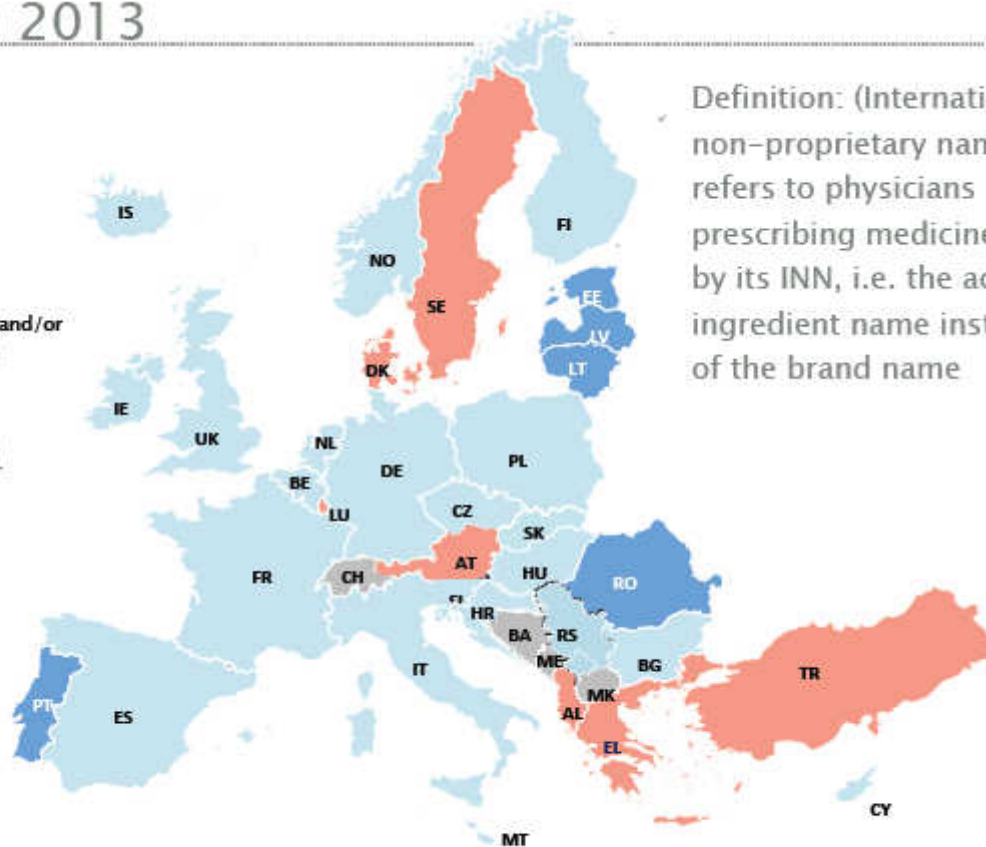 2013
Definition: (Internati
non-proprietary nam
refers to physicians
prescribing medicine
by its INN, i.e. the ac
ingredient name inst
of the brand name
and/or
IS
FI
NO
SE
EE
LV
LT
DK
IE
UK
NL
DE
PL
BE
LU
CZ
SK
AT
CH
FR
HU
RO
HR
BA
RS
ME
BG
IT
MK
TR
PT
ES
AL
EL
CY
MT